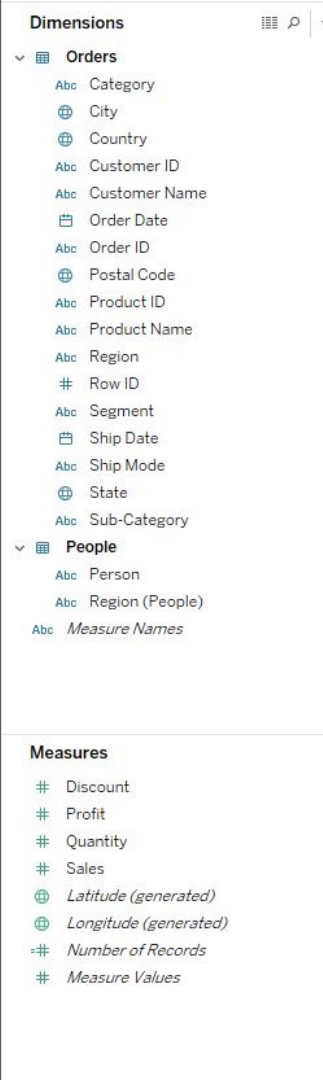 Dimensions
Orders
Abc Category
City
Country
Abc Customer ID
Abc Customer Name
Order Date
Abc Order ID
Postal Code
Abc Product ID
Abc Product Name
Abc Region
# Row ID
Abc Segment
Ship Date
Abc Ship Mode
State
Abc Sub-Category
People
Abc Person
Abc Region (People)
Abc Measure Names
Measures
# Discount
# Profit
# Quantity
# Sales
Latitude (generated)
Longitude (generated)
=# Number of Records
# Measure Values